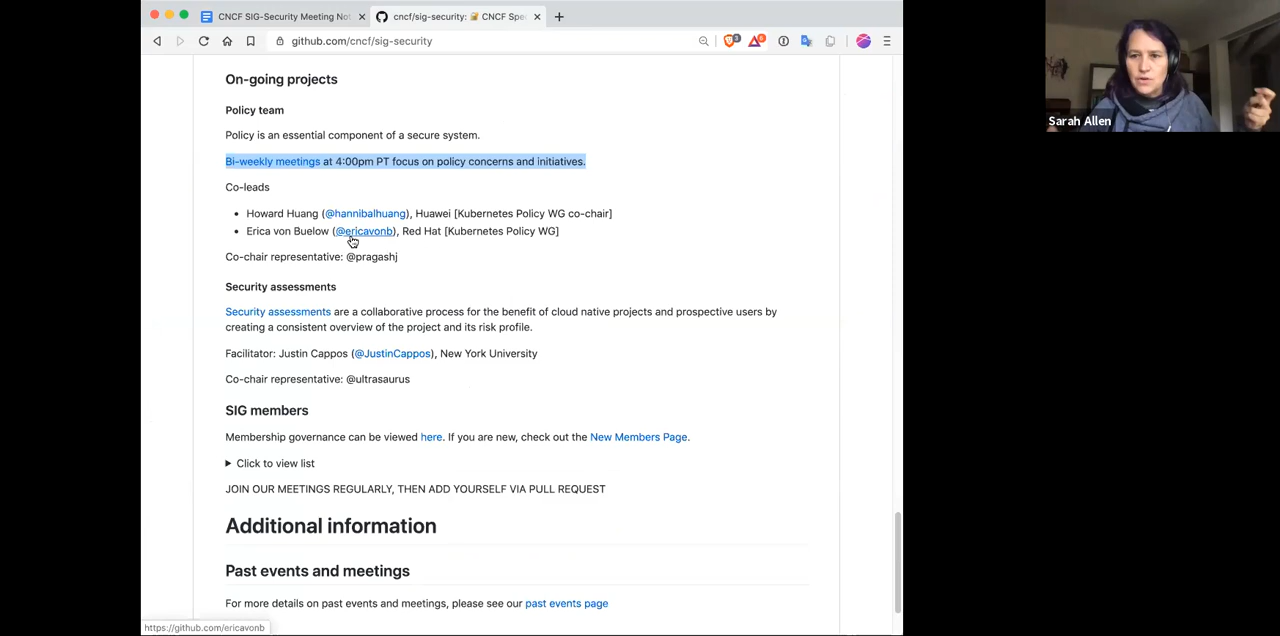 CNCF SIG-Security Meeting Not
cncf/sig-security: 🔐 CNCF Spe
github.com/cncf/sig-security
Sarah Allen
On-going projects
Policy team
Policy is an essential component of a secure system.
Bi-weekly meetings at 4:00pm PT focus on policy concerns and initiatives.
Co-leads
• Howard Huang (@hannibalhuang), Huawei [Kubernetes Policy WG co-chair]
• Erica von Buelow (@ericavonb), Red Hat [Kubernetes Policy WG]
Co-chair representative: @pragashj
Security assessments
Security assessments are a collaborative process for the benefit of cloud native projects and prospective users by
creating a consistent overview of the project and its risk profile.
Facilitator: Justin Cappos (@JustinCappos), New York University
Co-chair representative: @ultrasaurus
SIG members
Membership governance can be viewed here. If you are new, check out the New Members Page.
Click to view list
JOIN OUR MEETINGS REGULARLY, THEN ADD YOURSELF VIA PULL REQUEST
Additional information
Past events and meetings
For more details on past events and meetings, please see our past events page
https://github.com/ericavonb